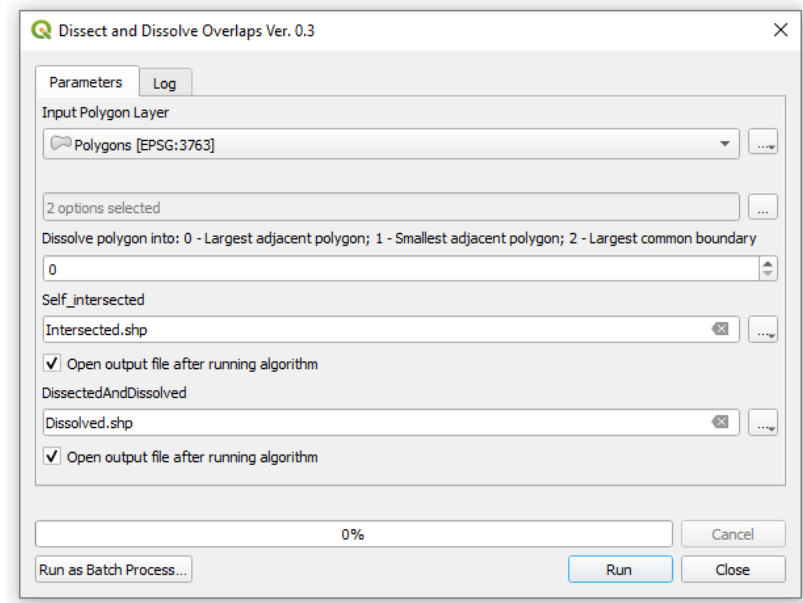 Dissect and Dissolve Overlaps Ver. 0.3
Parameters Log
Input Polygon Layer
Polygons [EPSG:3763] ...
2 options selected ...
Dissolve polygon into: 0 - Largest adjacent polygon; 1 - Smallest adjacent polygon; 2 - Largest common boundary
0
Self_intersected
Intersected.shp ...
Open output file after running algorithm
DissectedAndDissolved
Dissolved.shp ...
Open output file after running algorithm
0% Cancel
Run as Batch Process... Run Close